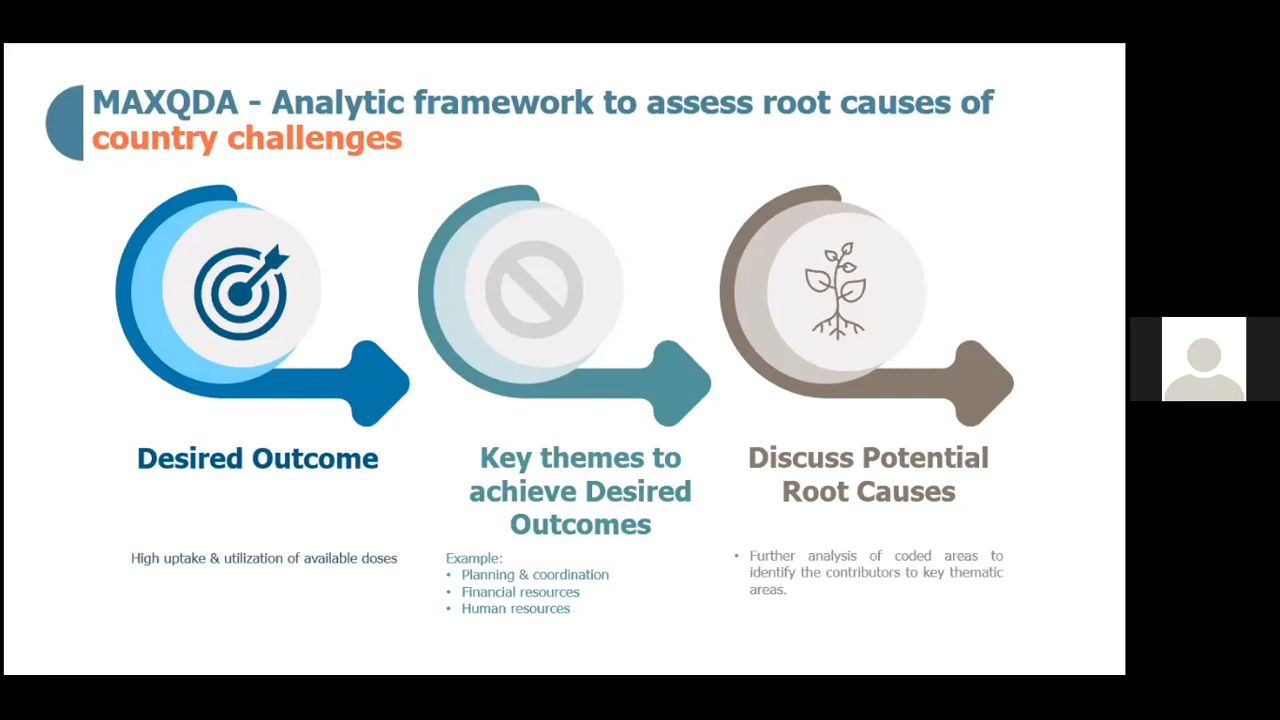 MAXQDA - Analytic framework to assess root causes of
country challenges
Desired Outcome
High uptake & utilization of available doses
Key themes to
achieve Desired
Outcomes
Example:
• Planning & coordination
• Financial resources
• Human resources
Discuss Potential
Root Causes
• Further analysis of coded areas to
identify the contributors to key thematic
areas.